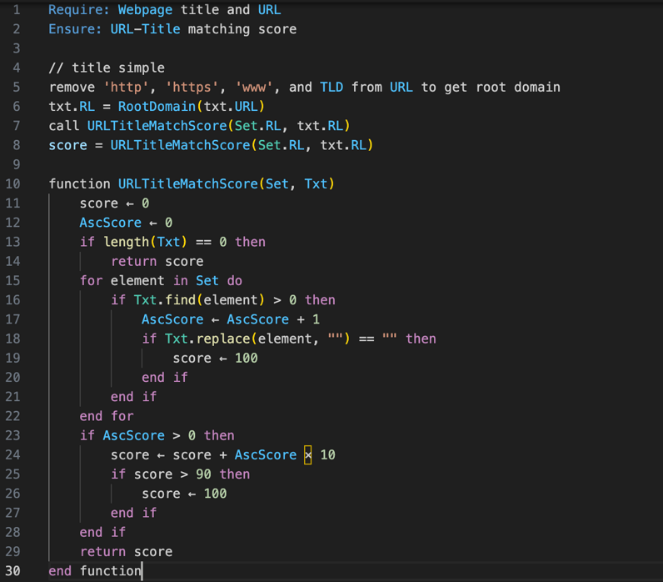 1 Require: Webpage title and URL
2 Ensure: URL-Title matching score
3
4 // title simple
5 remove 'http', 'https', 'www', and TLD from URL to get root domain
6 txt.RL = RootDomain(txt.URL)
7 call URLTitleMatchScore(Set.RL, txt.RL)
8 score = URLTitleMatchScore(Set.RL, txt.RL)
9
10 function URLTitleMatchScore(Set, Txt)
11     score ← 0
12     AscScore ← 0
13     if length(Txt) == 0 then
14         return score
15     for element in Set do
16         if Txt.find(element) > 0 then
17             AscScore ← AscScore + 1
18             if Txt.replace(element, "") == "" then
19                 score ← 100
20             end if
21         end if
22     end for
23     if AscScore > 0 then
24         score ← score + AscScore × 10
25         if score > 90 then
26             score ← 100
27         end if
28     end if
29     return score
30 end function